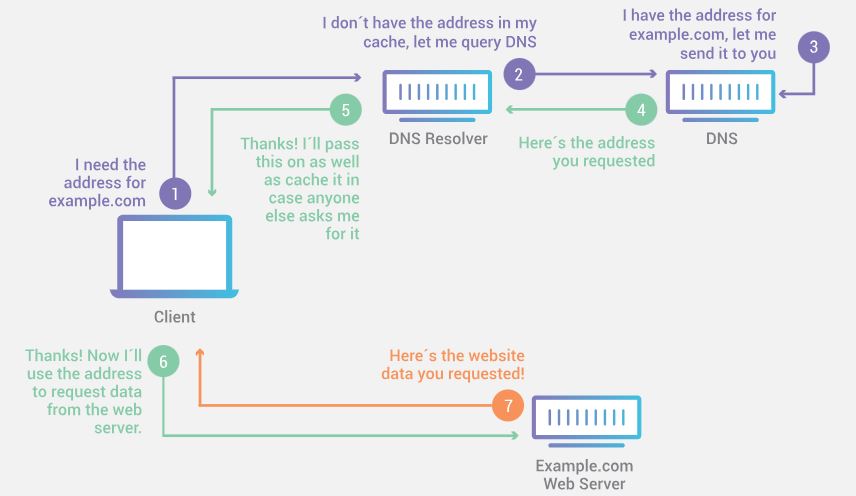 I don´t have the address in my
cache, let me query DNS
I have the address for
example.com, let me
send it to you
3
2
5
4
DNS Resolver
DNS
Thanks! I´ll pass
this on as well
as cache it in
case anyone
else asks me
for it
Here´s the address
you requested
I need the
address for
example.com
1
Client
Thanks! Now I´ll
use the address
to request data
from the web
server.
6
Here´s the website
data you requested!
7
Example.com
Web Server